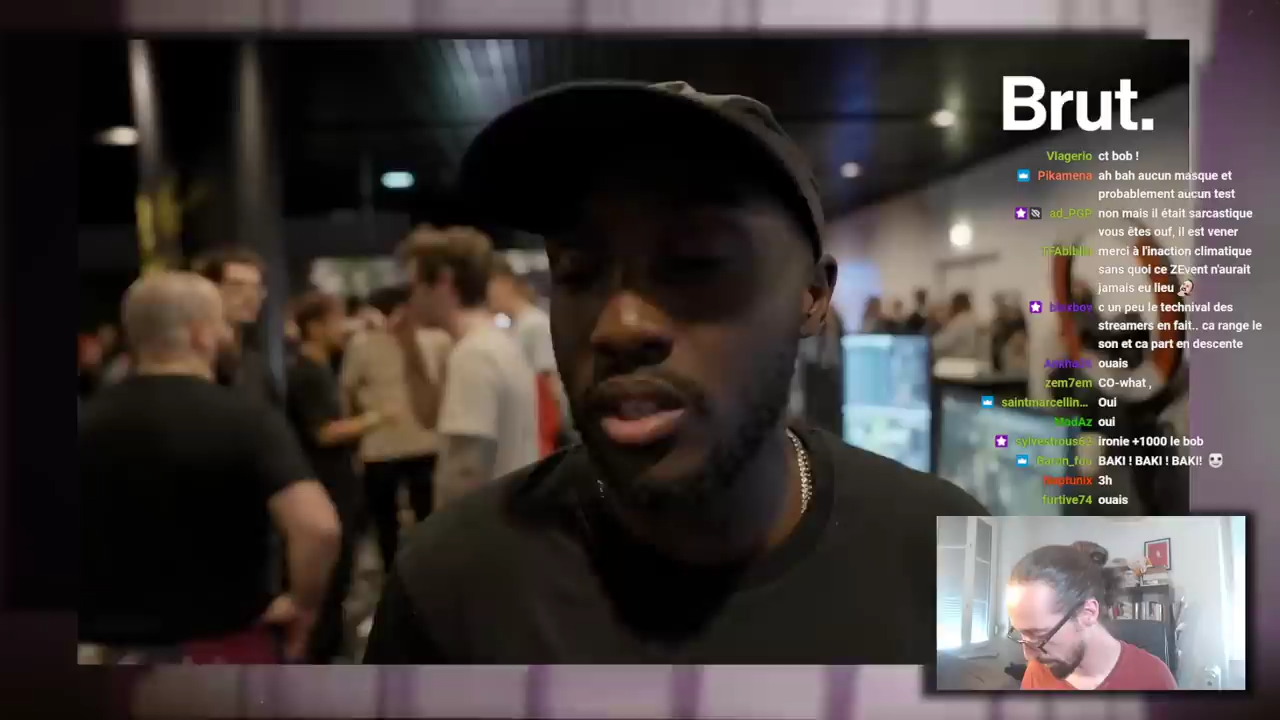 Brut.
Vlagerio ct bob !
Pikamena ah bah aucun masque et
probablement aucun test
ad_PGP non mais il était sarcastique
vous êtes ouf, il est vener
merci à l'inaction climatique
sans quoi ce ZEvent n'aurait
jamais eu lieu
c un peu le technival des
streamers en fait.. ca range le
son et ca part en descente
ouais
zem7em CO-what ,
saintmarcellin... Oui
ModAz oui
ironie +1000 le bob
BAKI ! BAKI ! BAKI!
3h
furtive74 ouais